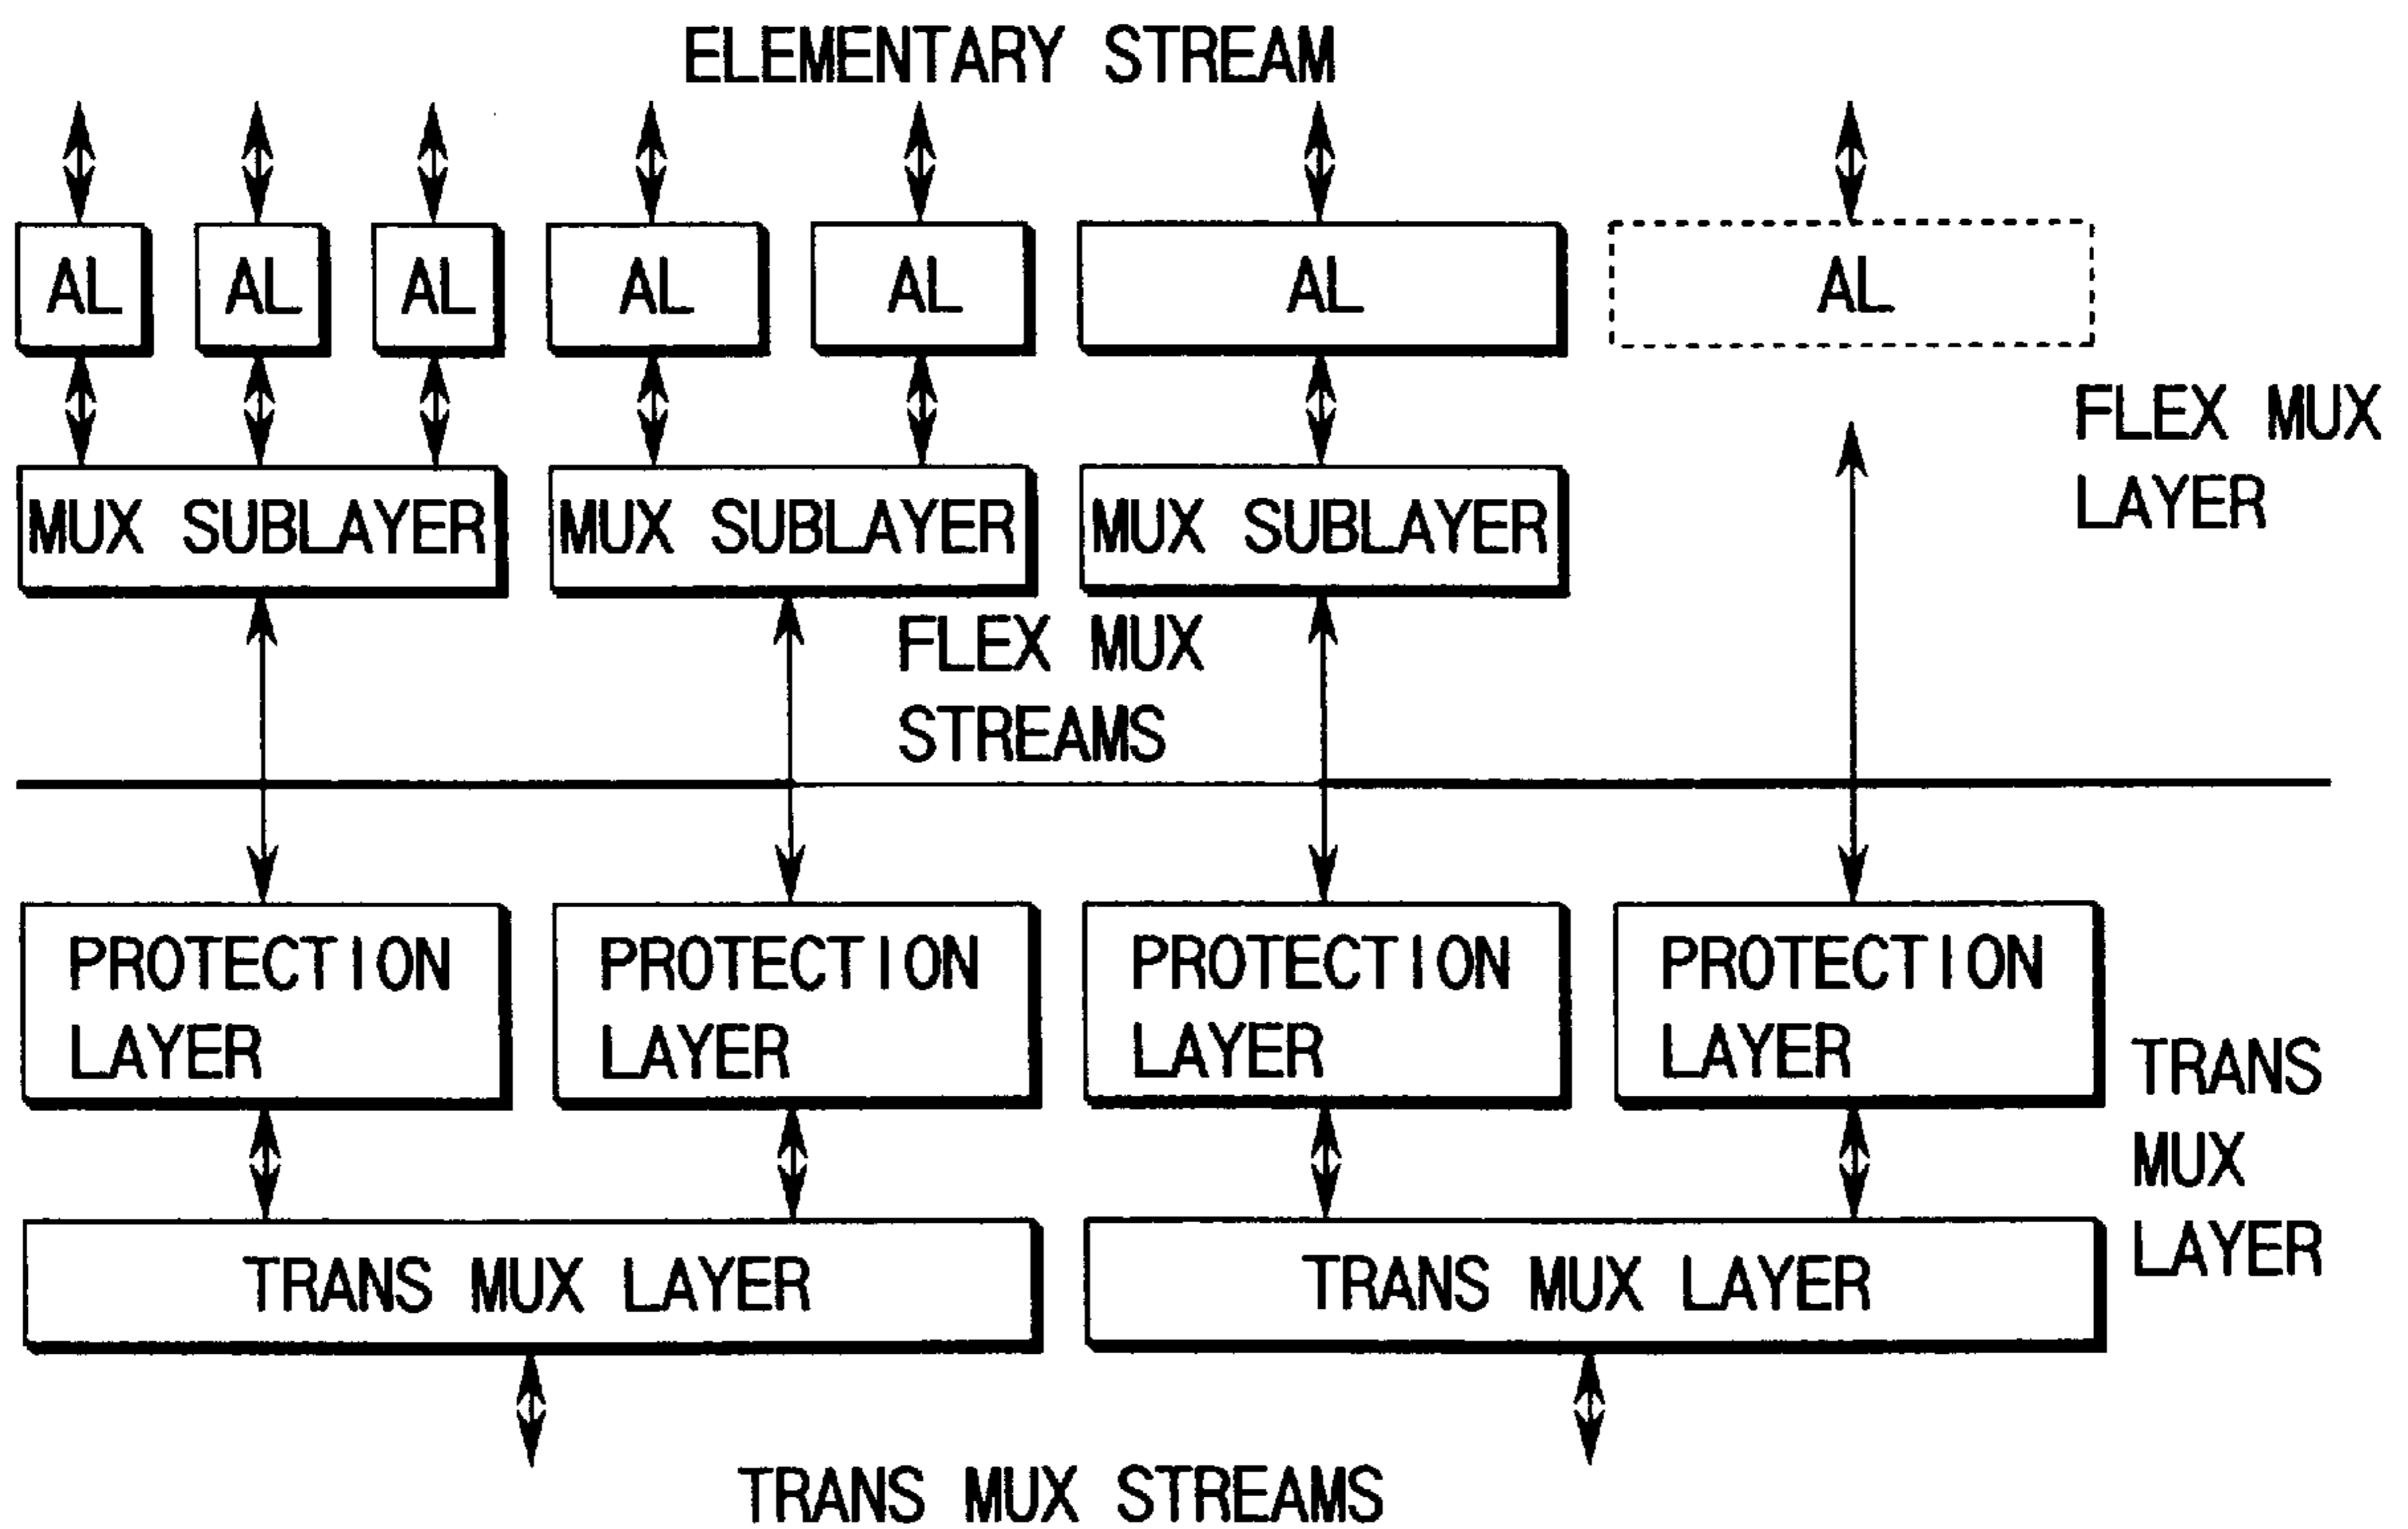 ELEMENTARY STREAM
AL AL AL AL AL AL AL
FLEX MUX
LAYER
MUX SUBLAYER MUX SUBLAYER MUX SUBLAYER
FLEX MUX
STREAMS
PROTECTION LAYER
PROTECTION LAYER
PROTECTION LAYER
PROTECTION LAYER
TRANS
MUX
LAYER
TRANS MUX LAYER TRANS MUX LAYER
TRANS MUX STREAMS